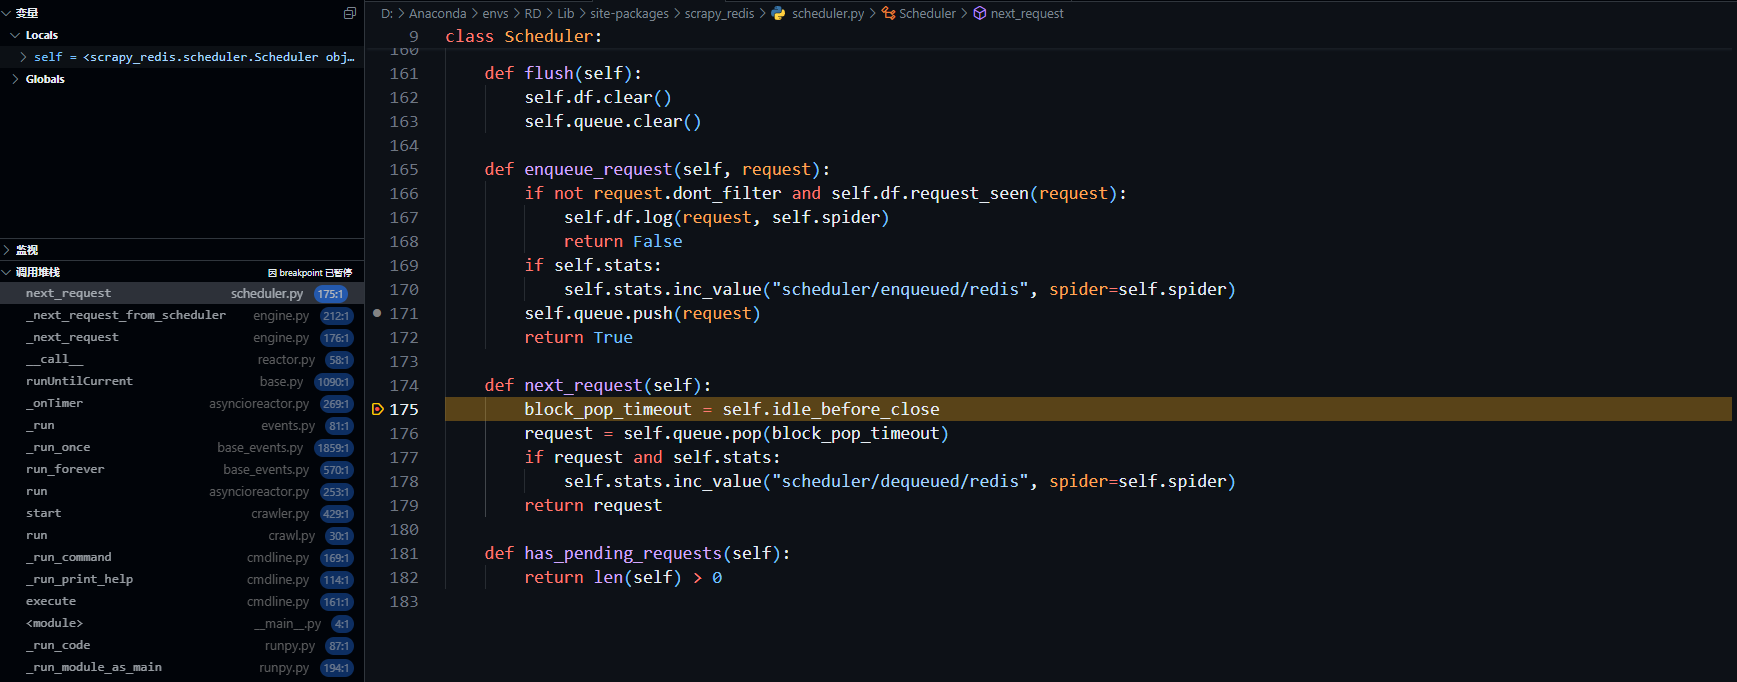 变量
Locals
self = <scrapy_redis.scheduler.Scheduler obj…
Globals
监视
调用堆栈 因 breakpoint 已暂停
next_request scheduler.py 175:1
_next_request_from_scheduler engine.py 212:1
_next_request engine.py 176:1
__call__ reactor.py 58:1
runUntilCurrent base.py 1090:1
_onTimer asyncioreactor.py 269:1
_run events.py 81:1
_run_once base_events.py 1859:1
run_forever base_events.py 570:1
run asyncioreactor.py 253:1
start crawler.py 429:1
run crawl.py 30:1
_run_command cmdline.py 169:1
_run_print_help cmdline.py 114:1
execute cmdline.py 161:1
<module> __main__.py 4:1
_run_code runpy.py 87:1
_run_module_as_main runpy.py 194:1
D: > Anaconda > envs > RD > Lib > site-packages > scrapy_redis > scheduler.py > Scheduler > next_request
9 class Scheduler:
160
161 def flush(self):
162 self.df.clear()
163 self.queue.clear()
164
165 def enqueue_request(self, request):
166 if not request.dont_filter and self.df.request_seen(request):
167 self.df.log(request, self.spider)
168 return False
169 if self.stats:
170 self.stats.inc_value("scheduler/enqueued/redis", spider=self.spider)
171 self.queue.push(request)
172 return True
173
174 def next_request(self):
175 block_pop_timeout = self.idle_before_close
176 request = self.queue.pop(block_pop_timeout)
177 if request and self.stats:
178 self.stats.inc_value("scheduler/dequeued/redis", spider=self.spider)
179 return request
180
181 def has_pending_requests(self):
182 return len(self) > 0
183